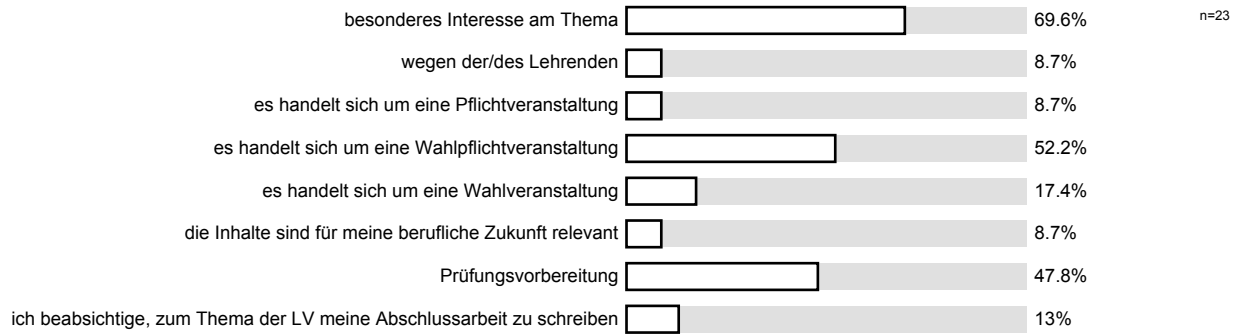 besonderes Interesse am Thema 69.6% n=23
wegen der/des Lehrenden 8.7%
es handelt sich um eine Pflichtveranstaltung 8.7%
es handelt sich um eine Wahlpflichtveranstaltung 52.2%
es handelt sich um eine Wahlveranstaltung 17.4%
die Inhalte sind für meine berufliche Zukunft relevant 8.7%
Prüfungsvorbereitung 47.8%
ich beabsichtige, zum Thema der LV meine Abschlussarbeit zu schreiben 13%